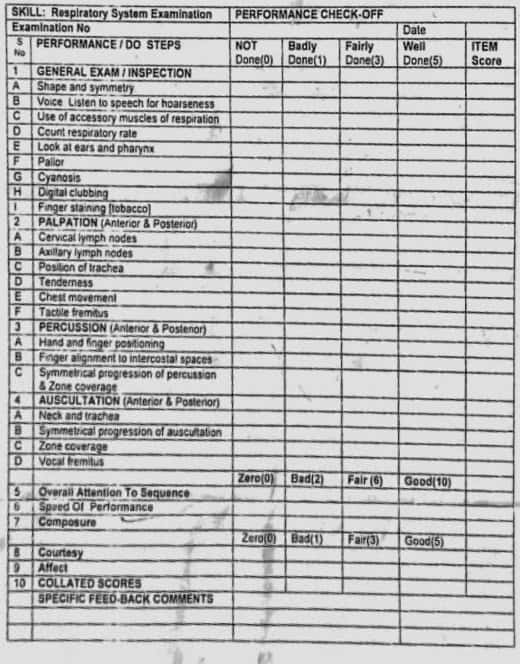 SKILL: Respiratory System Examination PERFORMANCE CHECK-OFF
Examination No Date
S No PERFORMANCE / DO STEPS NOT Done(0) Badly Done(1) Fairly Done(3) Well Done(5) ITEM Score
1 GENERAL EXAM / INSPECTION
A Shape and symmetry
B Voice Listen to speech for hoarseness
C Use of accessory muscles of respiration
D Count respiratory rate
E Look at ears and pharynx
F Pallor
G Cyanosis
H Digital clubbing
I Finger staining [tobacco]
2 PALPATION (Anterior & Posterior)
A Cervical lymph nodes
B Axillary lymph nodes
C Position of trachea
D Tenderness
E Chest movement
F Tactile fremitus
3 PERCUSSION (Anterior & Posterior)
A Hand and finger positioning
B Finger alignment to intercostal spaces
C Symmetrical progression of percussion
& Zone coverage
4 AUSCULTATION (Anterior & Posterior)
A Neck and trachea
B Symmetrical progression of auscultation
C Zone coverage
D Vocal fremitus
Zero(0) Bad(2) Fair (6) Good(10)
5 Overall Attention To Sequence
6 Speed Of Performance
7 Composure
Zero(0) Bad(1) Fair(3) Good(5)
8 Courtesy
9 Affect
10 COLLATED SCORES
SPECIFIC FEED-BACK COMMENTS